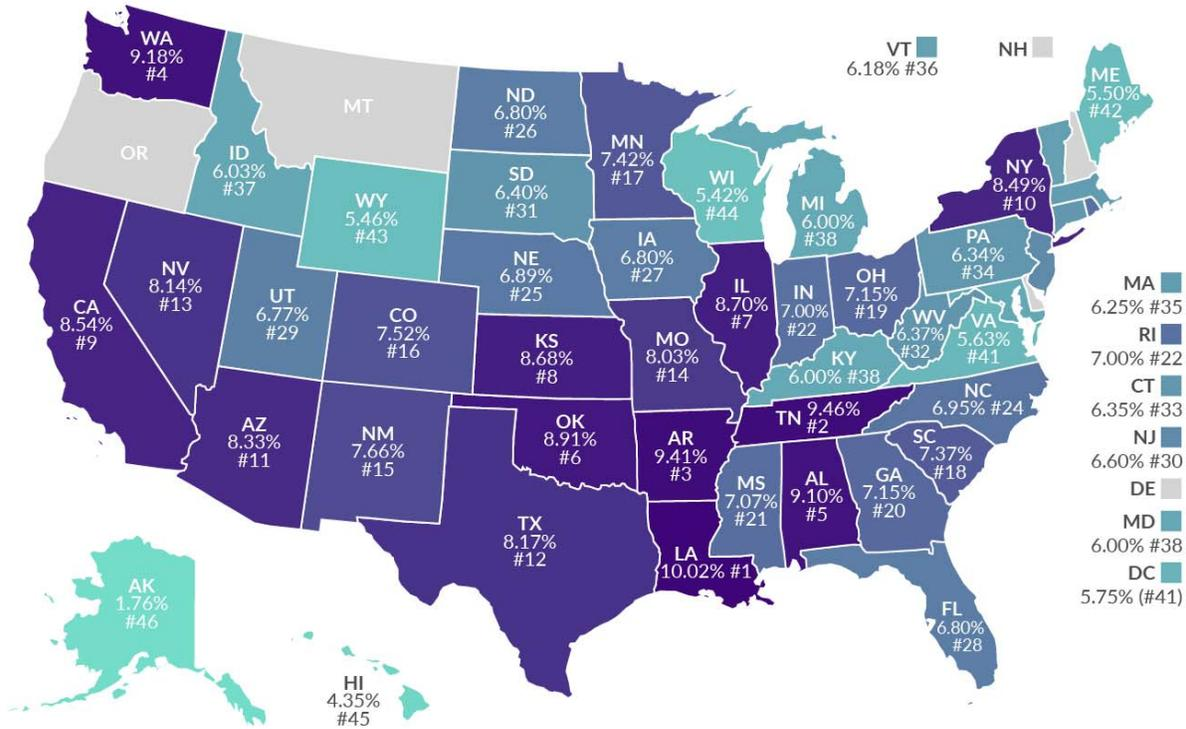 WA
9.18%
#4
VT
6.18% #36
NH
ME
5.50%
#42
MT
ND
6.80%
#26
MN
7.42%
#17
OR
ID
6.03%
#37
SD
6.40%
#31
WI
5.42%
#44
NY
8.49%
#10
WY
5.46%
#43
MI
6.00%
#38
IA
6.80%
#27
PA
6.34%
#34
NE
6.89%
#25
NV
8.14%
#13
UT
6.77%
#29
CA
8.54%
#9
CO
7.52%
#16
IL
8.70%
#7
IN
7.00%
#22
OH
7.15%
#19
WV
6.37%
#32
VA
5.63%
#41
MA
6.25% #35
RI
7.00% #22
KS
8.68%
#8
MO
8.03%
#14
KY
6.00% #38
CT
6.35% #33
NC
6.95% #24
TN 9.46%
#2
AZ
8.33%
#11
NM
7.66%
#15
OK
8.91%
#6
AR
9.41%
#3
SC
7.37%
#18
NJ
6.60% #30
MS
7.07%
#21
AL
9.10%
#5
GA
7.15%
#20
DE
TX
8.17%
#12
MD
6.00% #38
LA
10.02% #1
DC
5.75% (#41)
AK
1.76%
#46
FL
6.80%
#28
HI
4.35%
#45